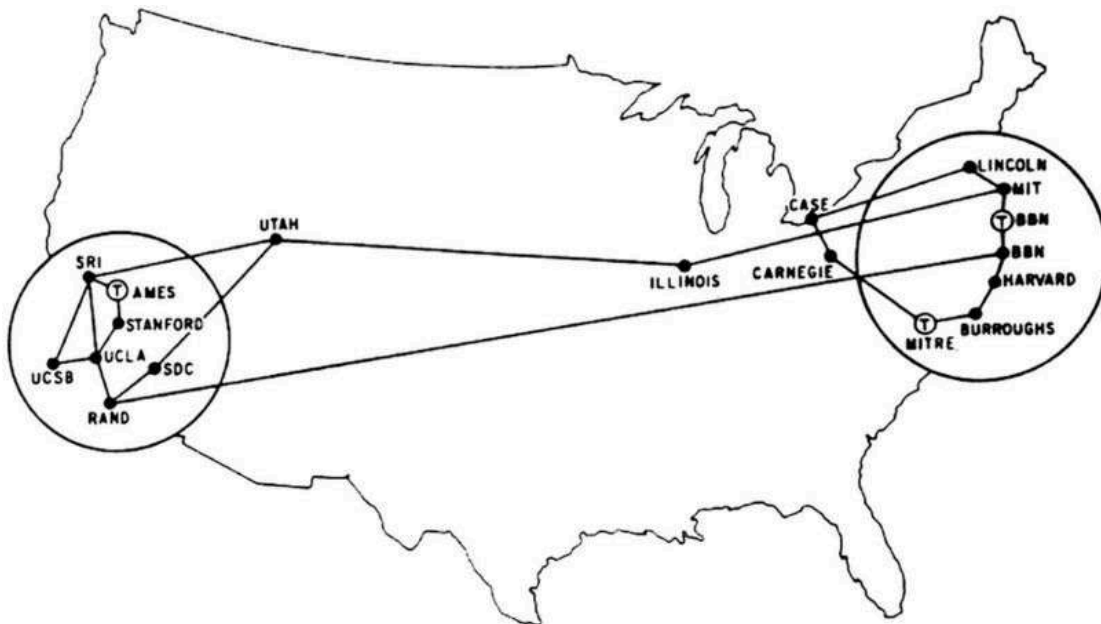 LINCOLN
MIT
CASE
T BBN
UTAH
BBN
SRI
CARNEGIE
ILLINOIS
HARVARD
T AMES
STANFORD
T
BURROUGHS
MITRE
UCLA
SDC
UCSB
RAND